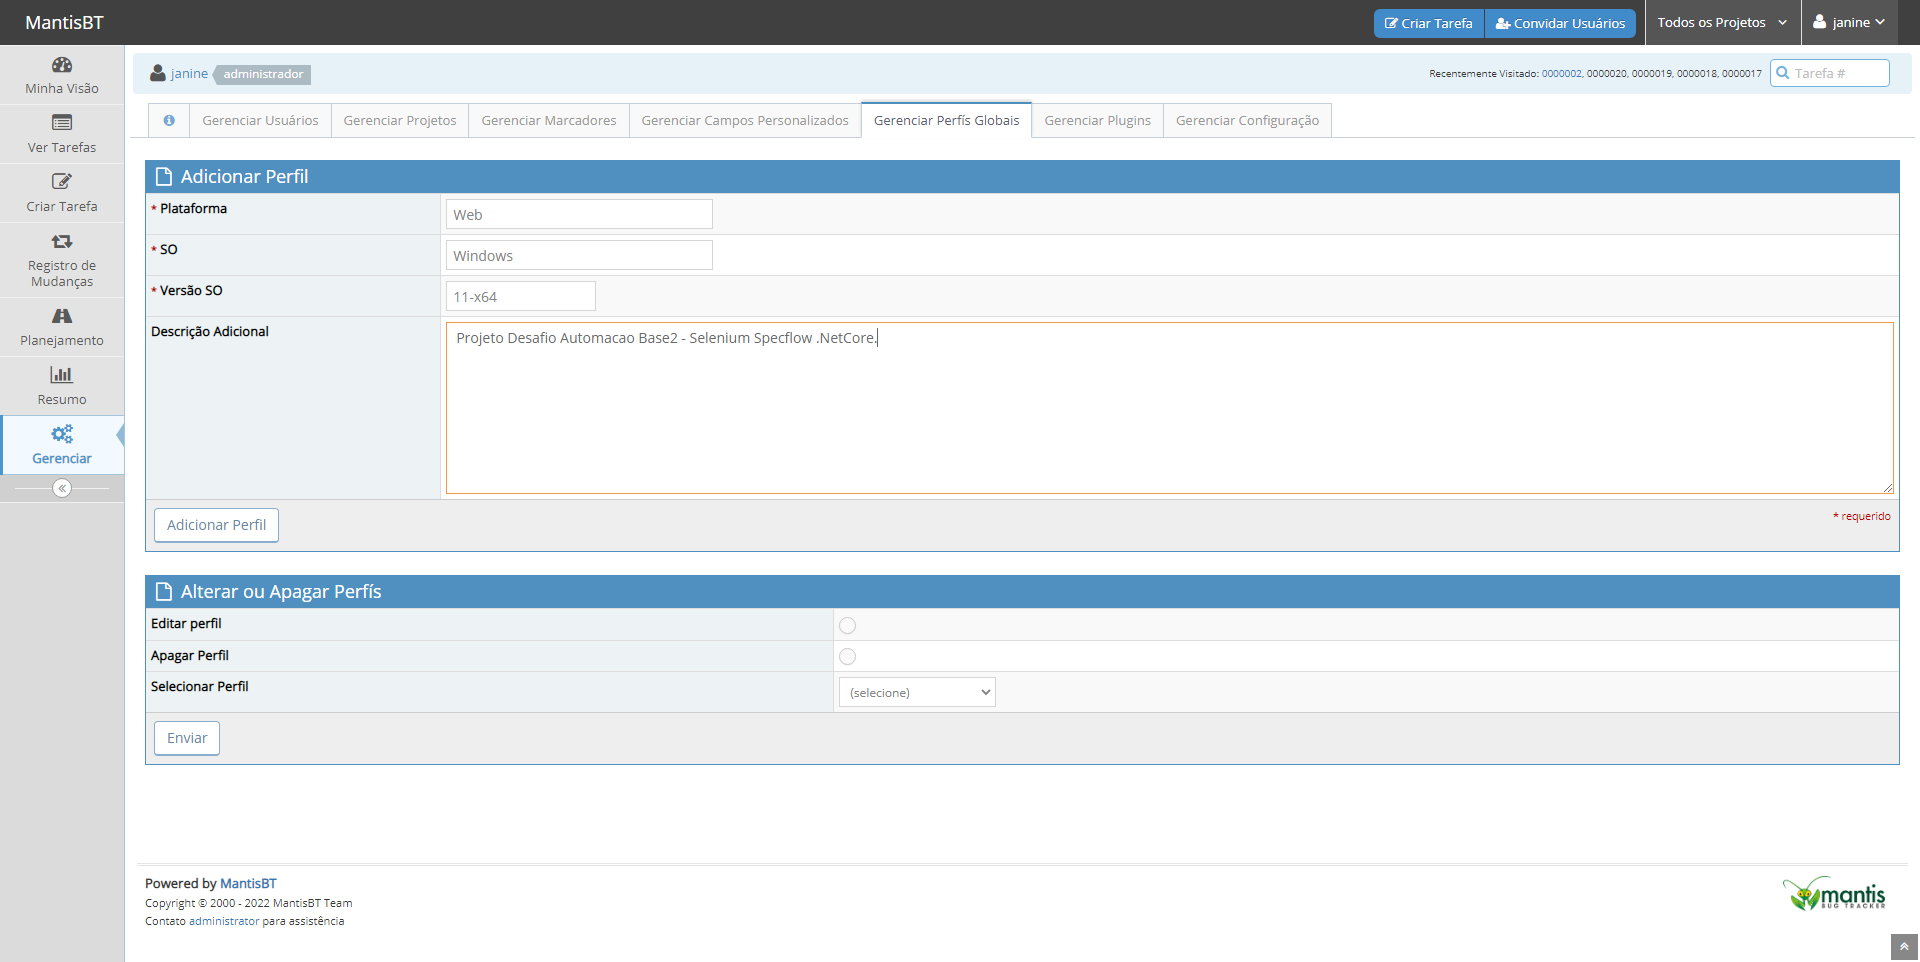 MantisBT
Criar Tarefa
Convidar Usuários
Todos os Projetos
janine
Minha Visão
Ver Tarefas
Criar Tarefa
Registro de
Mudanças
Planejamento
Resumo
Gerenciar
janine administrador
Recentemente Visitado: 0000002, 0000020, 0000019, 0000018, 0000017
Tarefa #
Gerenciar Usuários
Gerenciar Projetos
Gerenciar Marcadores
Gerenciar Campos Personalizados
Gerenciar Perfís Globais
Gerenciar Plugins
Gerenciar Configuração
Adicionar Perfil
* Plataforma
Web
* SO
Windows
* Versão SO
11-x64
Descrição Adicional
Projeto Desafio Automacao Base2 - Selenium Specflow .NetCore.
Adicionar Perfil
* requerido
Alterar ou Apagar Perfís
Editar perfil
Apagar Perfil
Selecionar Perfil
(selecione)
Enviar
Powered by MantisBT
Copyright © 2000 - 2022 MantisBT Team
Contato administrator para assistência
mantis
BUG TRACKER